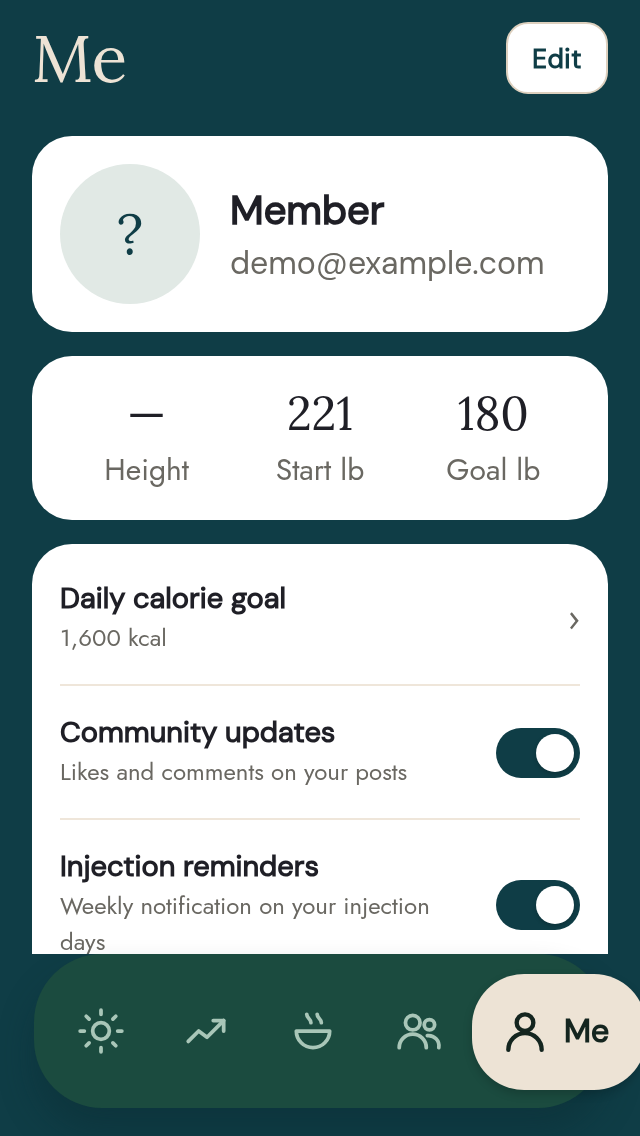 Me
Edit
?
Member
demo@example.com
—
Height
221
Start lb
180
Goal lb
Daily calorie goal
1,600 kcal
›
Community updates
Likes and comments on your posts
Injection reminders
Weekly notification on your injection
days
Me